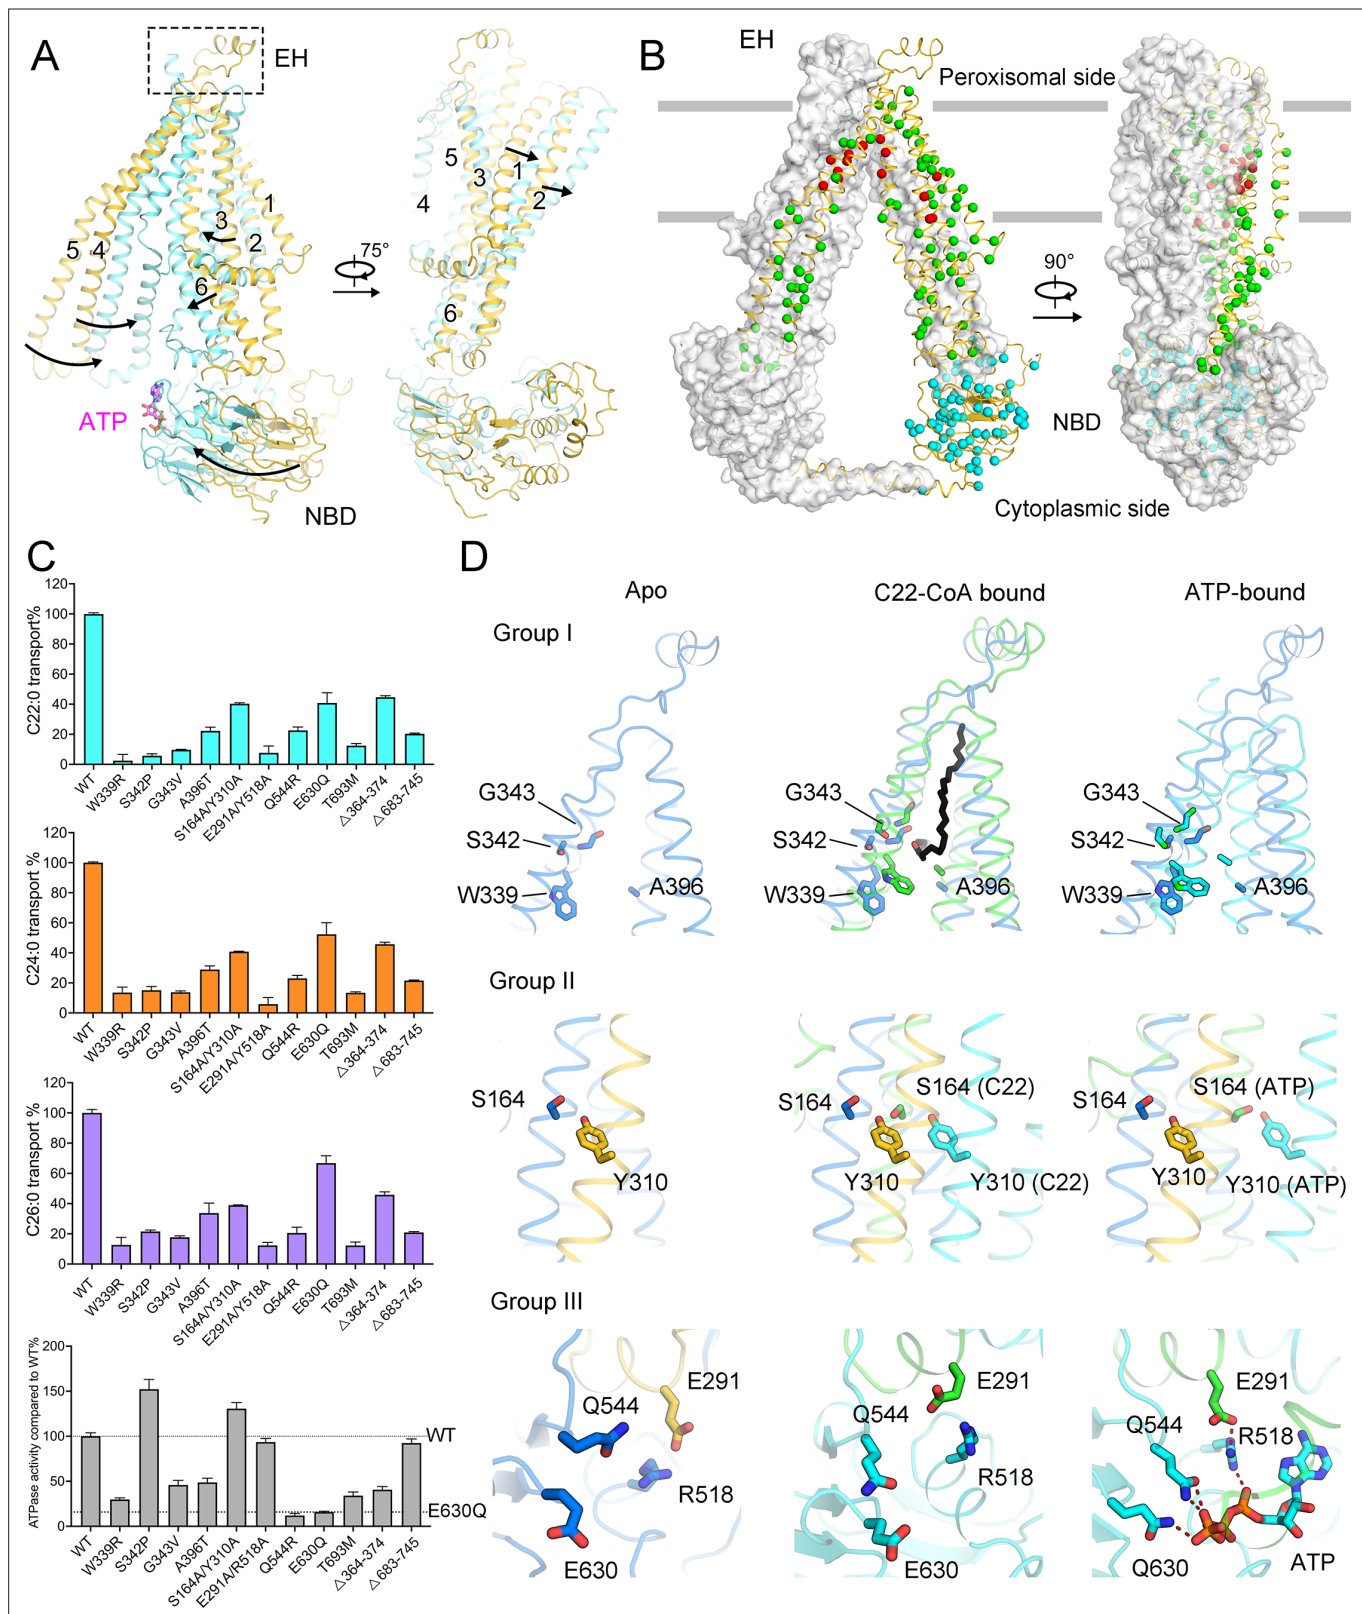 A
EH
5
4
3
1
2
6
ATP
NBD
75°
5
3
1
2
4
6
B
EH
Peroxisomal side
90°
NBD
Cytoplasmic side
C
C22:0 transport%
120
100
80
60
40
20
0
WT
W339R
S342P
G343V
A396T
S164A/Y310A
E291A/Y518A
Q544R
E630Q
T693M
△364-374
△683-745
C24:0 transport %
120
100
80
60
40
20
0
WT
W339R
S342P
G343V
A396T
S164A/Y310A
E291A/Y518A
Q544R
E630Q
T693M
△364-374
△683-745
C26:0 transport %
120
100
80
60
40
20
0
WT
W339R
S342P
G343V
A396T
S164A/Y310A
E291A/Y518A
Q544R
E630Q
T693M
△364-374
△683-745
ATPase activity compared to WT%
200
150
100
50
0
WT
E630Q
WT
W339R
S342P
G343V
A396T
S164A/Y310A
E291A/R518A
Q544R
E630Q
T693M
△364-374
△683-745
D
Apo
C22-CoA bound
ATP-bound
Group I
G343
S342
W339
A396
G343
S342
W339
A396
G343
S342
W339
A396
Group II
S164
Y310
S164
S164 (C22)
Y310
Y310 (C22)
S164
S164 (ATP)
Y310
Y310 (ATP)
Group III
E291
Q544
R518
E630
E291
Q544
R518
E630
E291
Q544
R518
Q630
ATP